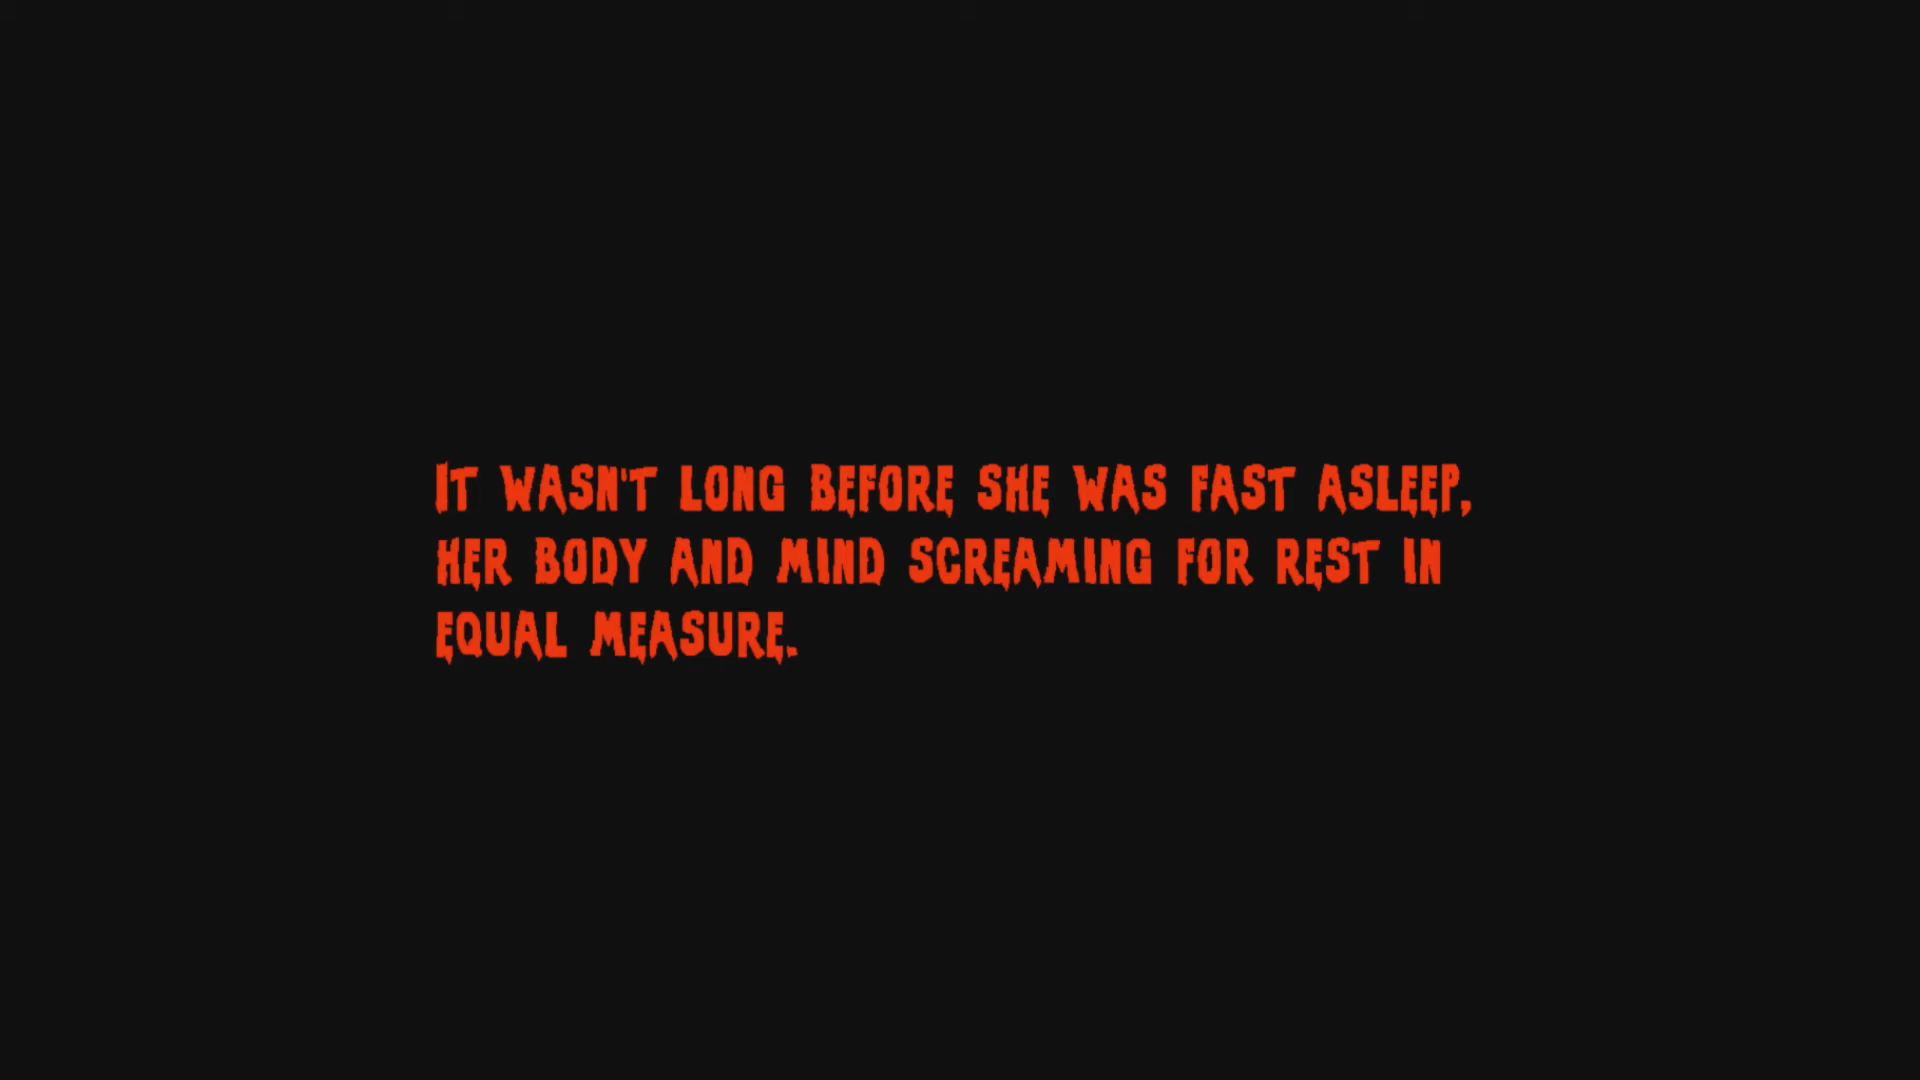 It wasn't long before she was fast asleep,
her body and mind screaming for rest in
equal measure.